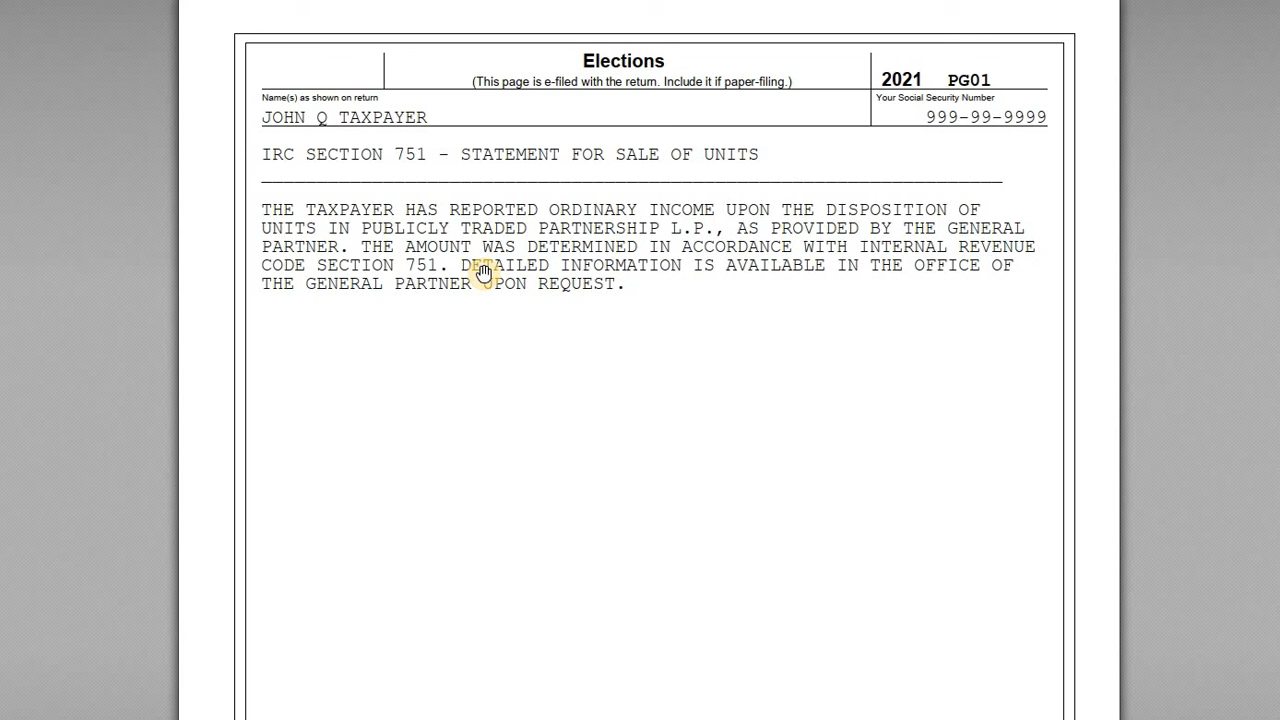 Elections
(This page is e-filed with the return. Include it if paper-filing.)
2021 PG01
Name(s) as shown on return
Your Social Security Number
JOHN Q TAXPAYER
999-99-9999
IRC SECTION 751 - STATEMENT FOR SALE OF UNITS
THE TAXPAYER HAS REPORTED ORDINARY INCOME UPON THE DISPOSITION OF
UNITS IN PUBLICLY TRADED PARTNERSHIP L.P., AS PROVIDED BY THE GENERAL
PARTNER. THE AMOUNT WAS DETERMINED IN ACCORDANCE WITH INTERNAL REVENUE
CODE SECTION 751. DETAILED INFORMATION IS AVAILABLE IN THE OFFICE OF
THE GENERAL PARTNER UPON REQUEST.